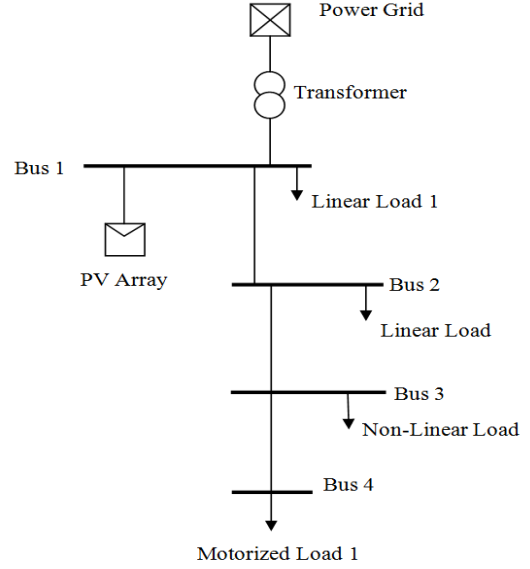 Power Grid
Transformer
Bus 1
Linear Load 1
PV Array
Bus 2
Linear Load
Bus 3
Non-Linear Load
Bus 4
Motorized Load 1